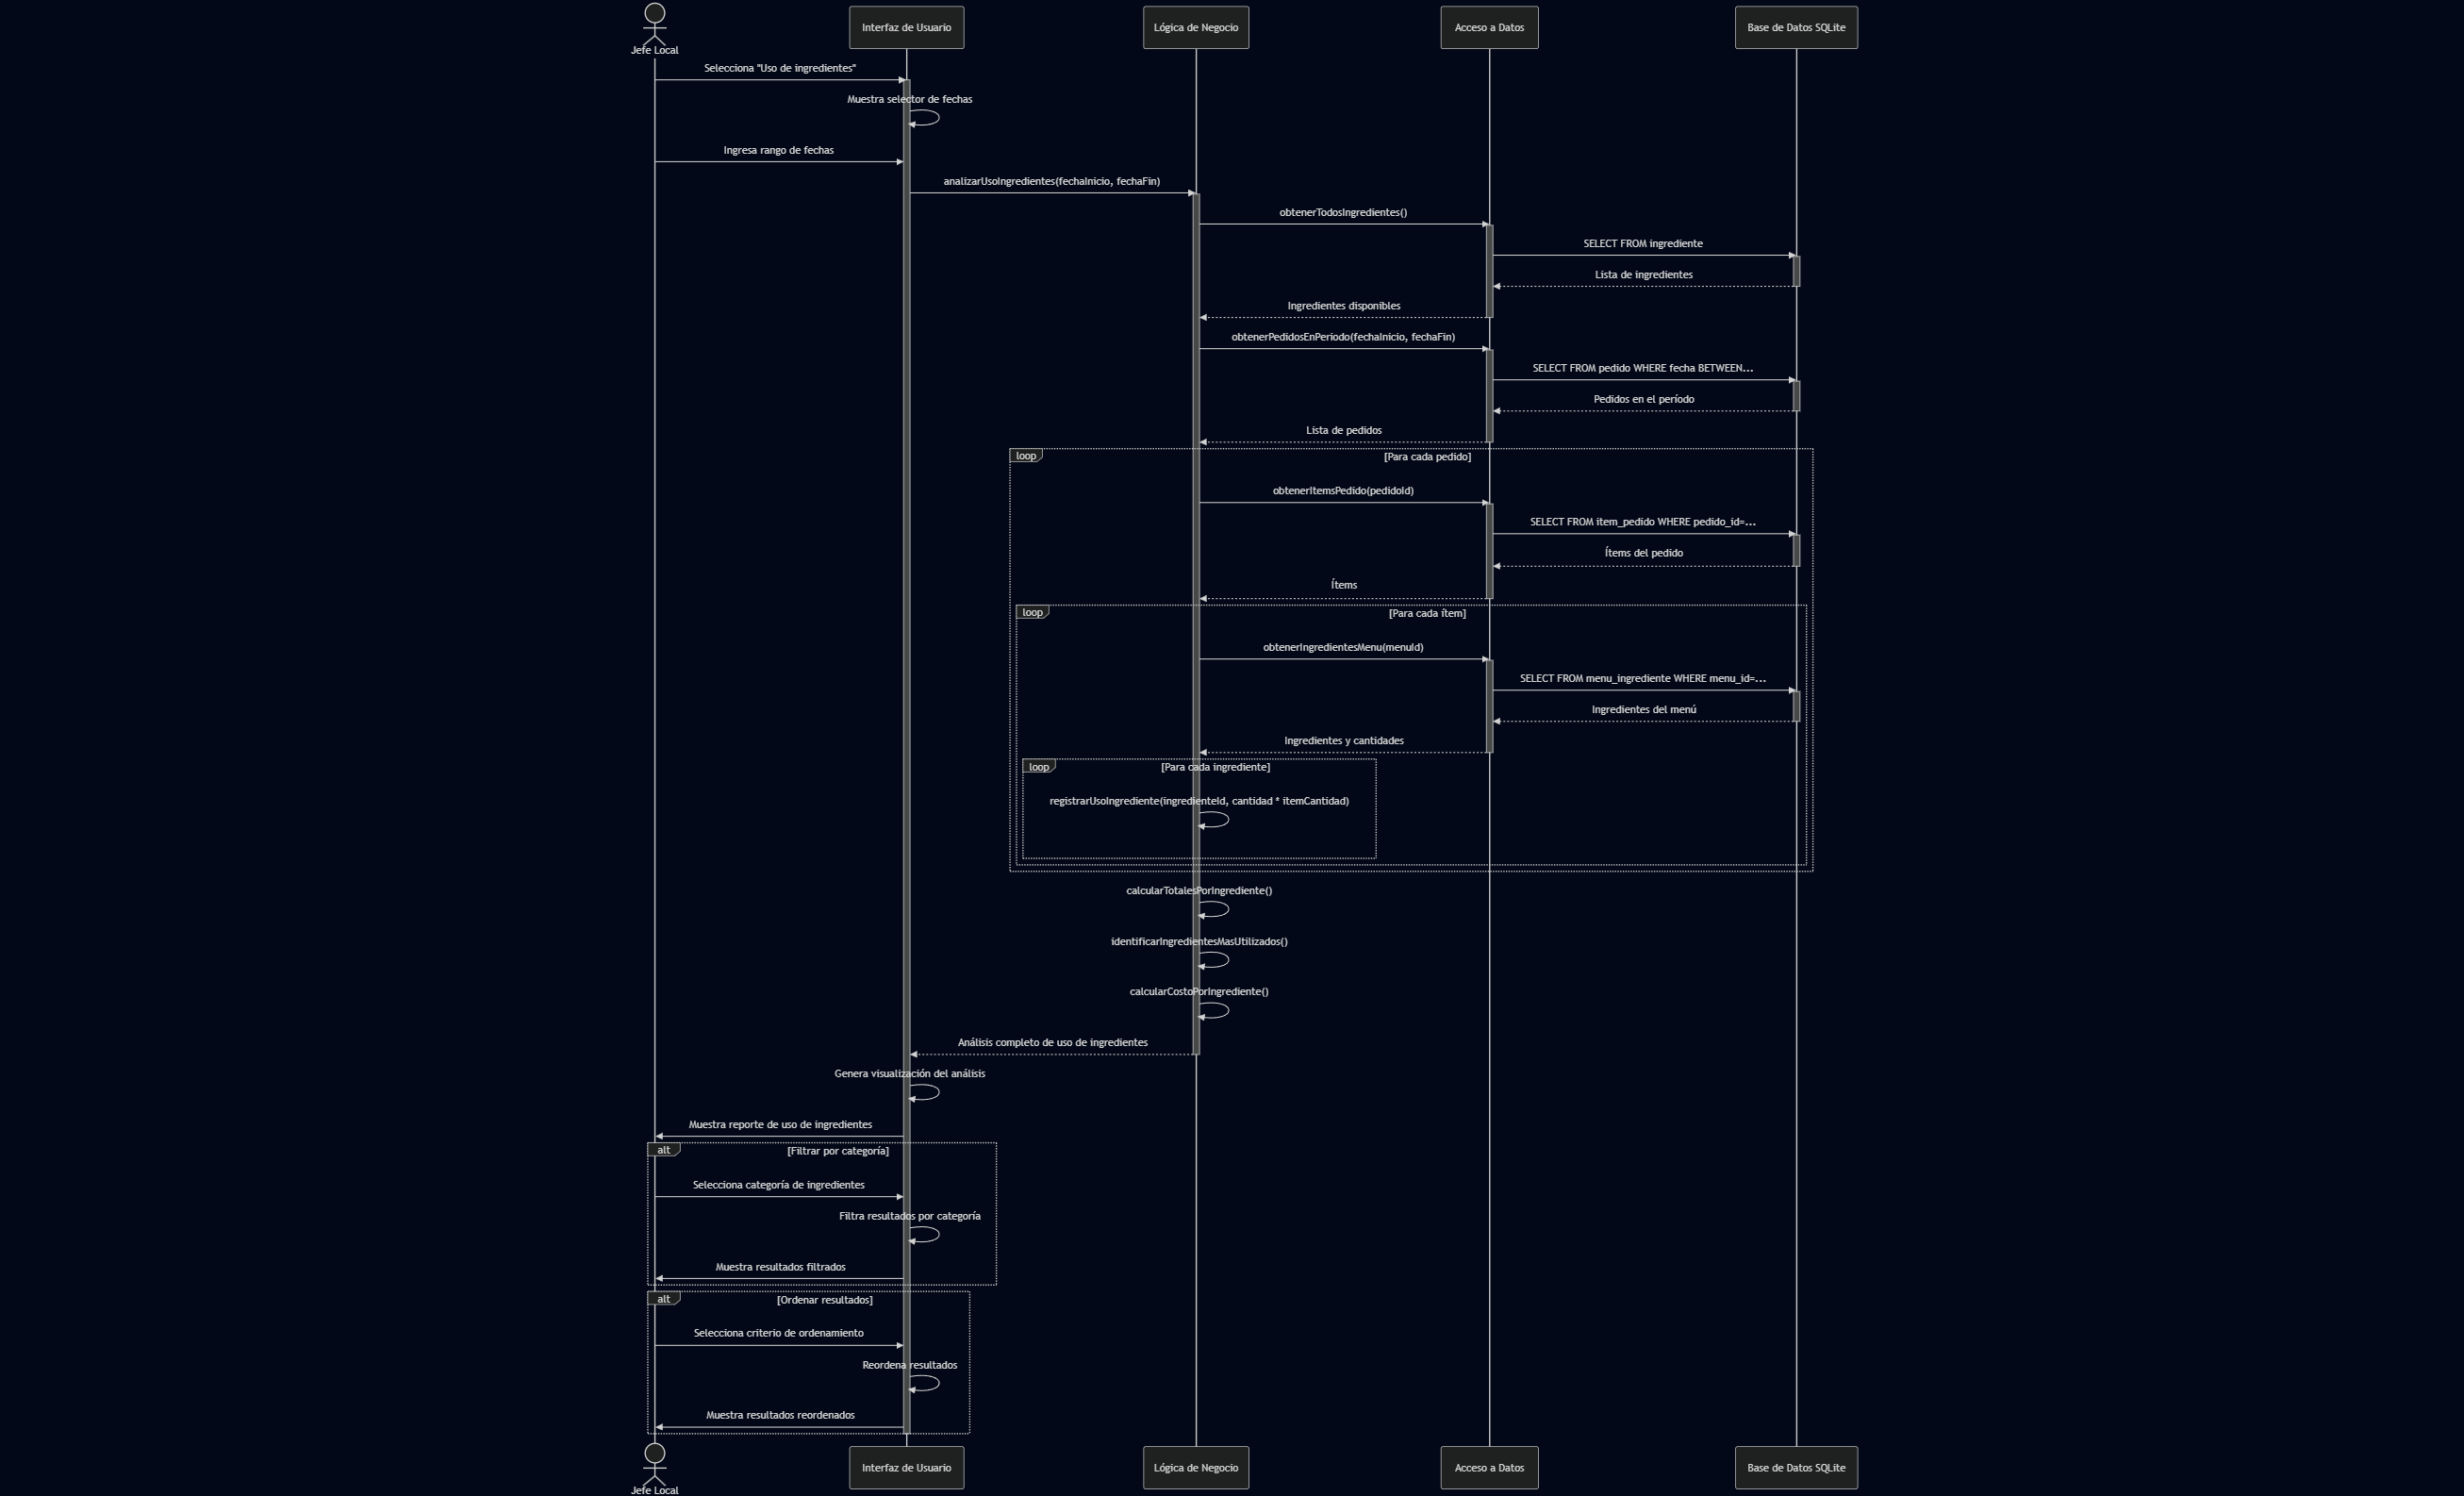 Jefe Local
Interfaz de Usuario
Lógica de Negocio
Acceso a Datos
Base de Datos SQLite
Selecciona "Uso de ingredientes"
Muestra selector de fechas
Ingresa rango de fechas
analizarUsoIngredientes(fechaInicio, fechaFin)
obtenerTodosIngredientes()
SELECT FROM ingrediente
Lista de ingredientes
Ingredientes disponibles
obtenerPedidosEnPeriodo(fechaInicio, fechaFin)
SELECT FROM pedido WHERE fecha BETWEEN...
Pedidos en el período
Lista de pedidos
loop
[Para cada pedido]
obtenerItemsPedido(pedidoId)
SELECT FROM item_pedido WHERE pedido_id=...
Ítems del pedido
Ítems
loop
[Para cada ítem]
obtenerIngredientesMenu(menuId)
SELECT FROM menu_ingrediente WHERE menu_id=...
Ingredientes del menú
Ingredientes y cantidades
loop
[Para cada ingrediente]
registrarUsoIngrediente(ingredienteId, cantidad * itemCantidad)
calcularTotalesPorIngrediente()
identificarIngredientesMasUtilizados()
calcularCostoPorIngrediente()
Análisis completo de uso de ingredientes
Genera visualización del análisis
Muestra reporte de uso de ingredientes
alt
[Filtrar por categoría]
Selecciona categoría de ingredientes
Filtra resultados por categoría
Muestra resultados filtrados
alt
[Ordenar resultados]
Selecciona criterio de ordenamiento
Reordena resultados
Muestra resultados reordenados
Jefe Local
Interfaz de Usuario
Lógica de Negocio
Acceso a Datos
Base de Datos SQLite